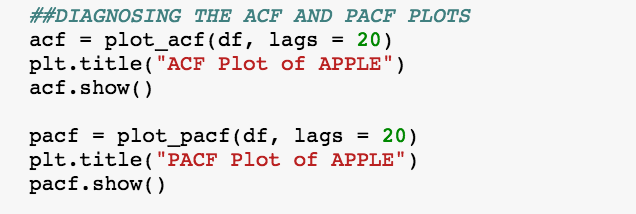 ##DIAGNOSING THE ACF AND PACF PLOTS
acf = plot_acf(df, lags = 20)
plt.title("ACF Plot of APPLE")
acf.show()
pacf = plot_pacf(df, lags = 20)
plt.title("PACF Plot of APPLE")
pacf.show()